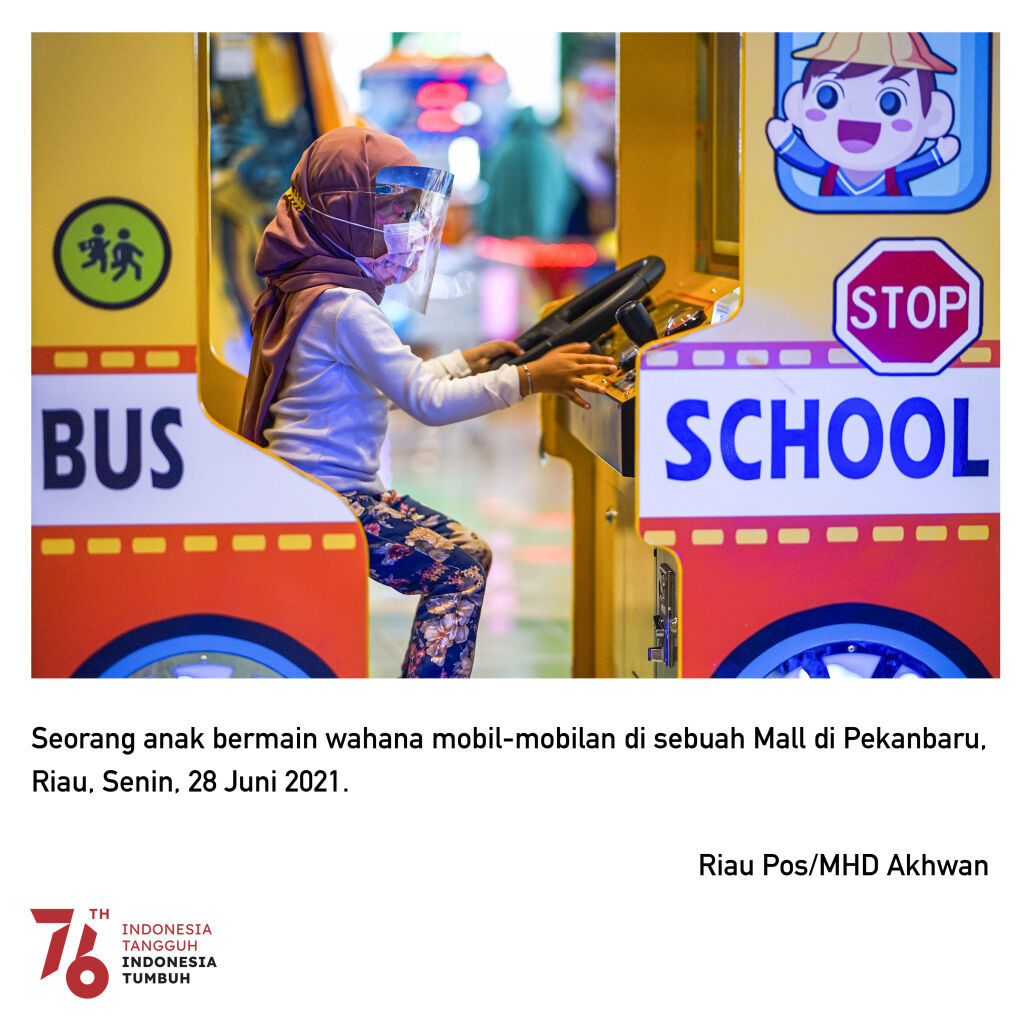 BUS
STOP
SCHOOL
Seorang anak bermain wahana mobil-mobilan di sebuah Mall di Pekanbaru,
Riau, Senin, 28 Juni 2021.
Riau Pos/MHD Akhwan
76 TH
INDONESIA
TANGGUH
INDONESIA
TUMBUH